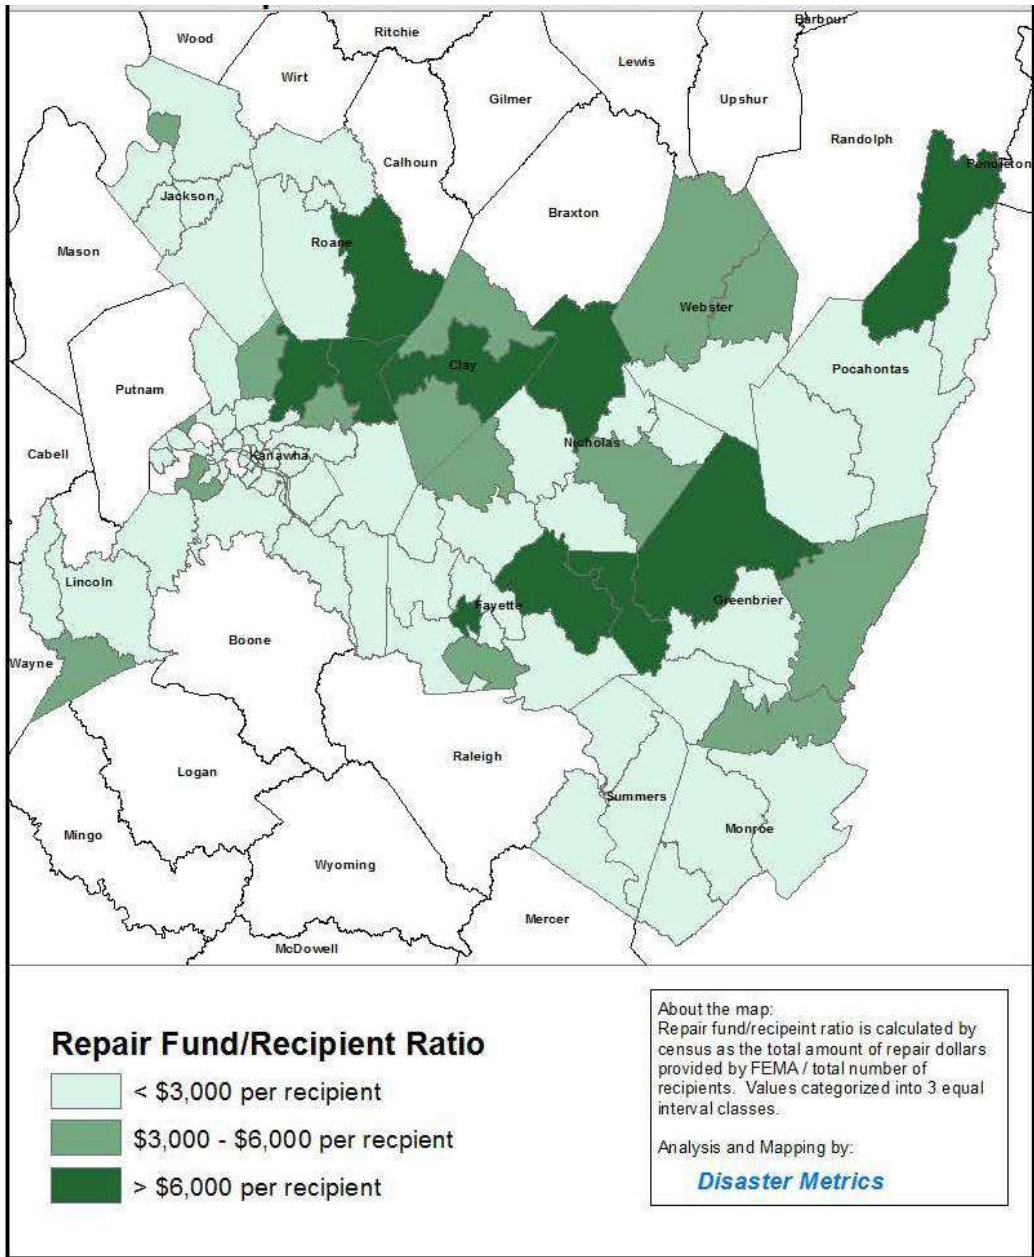 Barbour
Wood
Ritchie
Lewis
Wirt
Gilmer
Upshur
Randolph
Calhoun
Pendleton
Jackson
Braxton
Roane
Mason
Webster
Clay
Pocahontas
Putnam
Nicholas
Cabell
Kanawha
Lincoln
Greenbrier
Fayette
Boone
Wayne
Raleigh
Logan
Summers
Monroe
Mingo
Wyoming
Mercer
McDowell
Repair Fund/Recipient Ratio
< $3,000 per recipient
$3,000 - $6,000 per recpient
> $6,000 per recipient
About the map:
Repair fund/recipeint ratio is calculated by
census as the total amount of repair dollars
provided by FEMA / total number of
recipients. Values categorized into 3 equal
interval classes.
Analysis and Mapping by:
Disaster Metrics